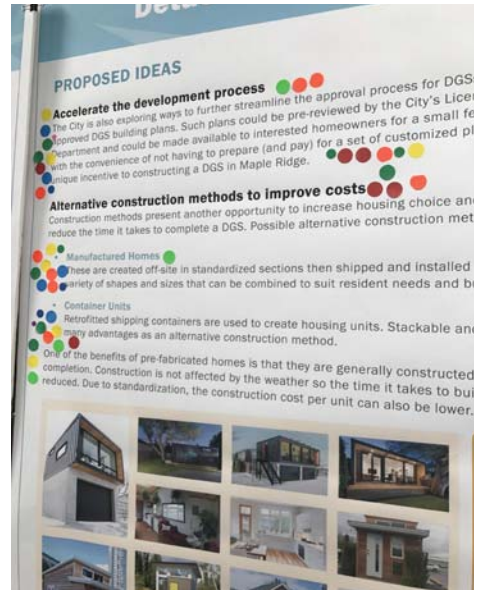 PROPOSED IDEAS
Accelerate the development process
The City is also exploring ways to further streamline the approval process for DGS
approved DGS building plans. Such plans could be pre-reviewed by the City's
Department and could be made available to interested homeowners for a small
with the convenience of not having to prepare (and pay) for a set of customized
unique incentive to constructing a DGS in Maple Ridge.
Alternative construction methods to improve costs
Construction methods present another opportunity to increase housing choice
reduce the time it takes to complete a DGS. Possible alternative construction
• Manufactured Homes
These are created off-site in standardized sections then shipped and installed
variety of shapes and sizes that can be combined to suit resident needs and
• Container Units
Retrofitted shipping containers are used to create housing units. Stackable
many advantages as an alternative construction method.
One of the benefits of pre-fabricated homes is that they are generally constructed
completion. Construction is not affected by the weather so the time it takes to
reduced. Due to standardization, the construction cost per unit can also be lower.